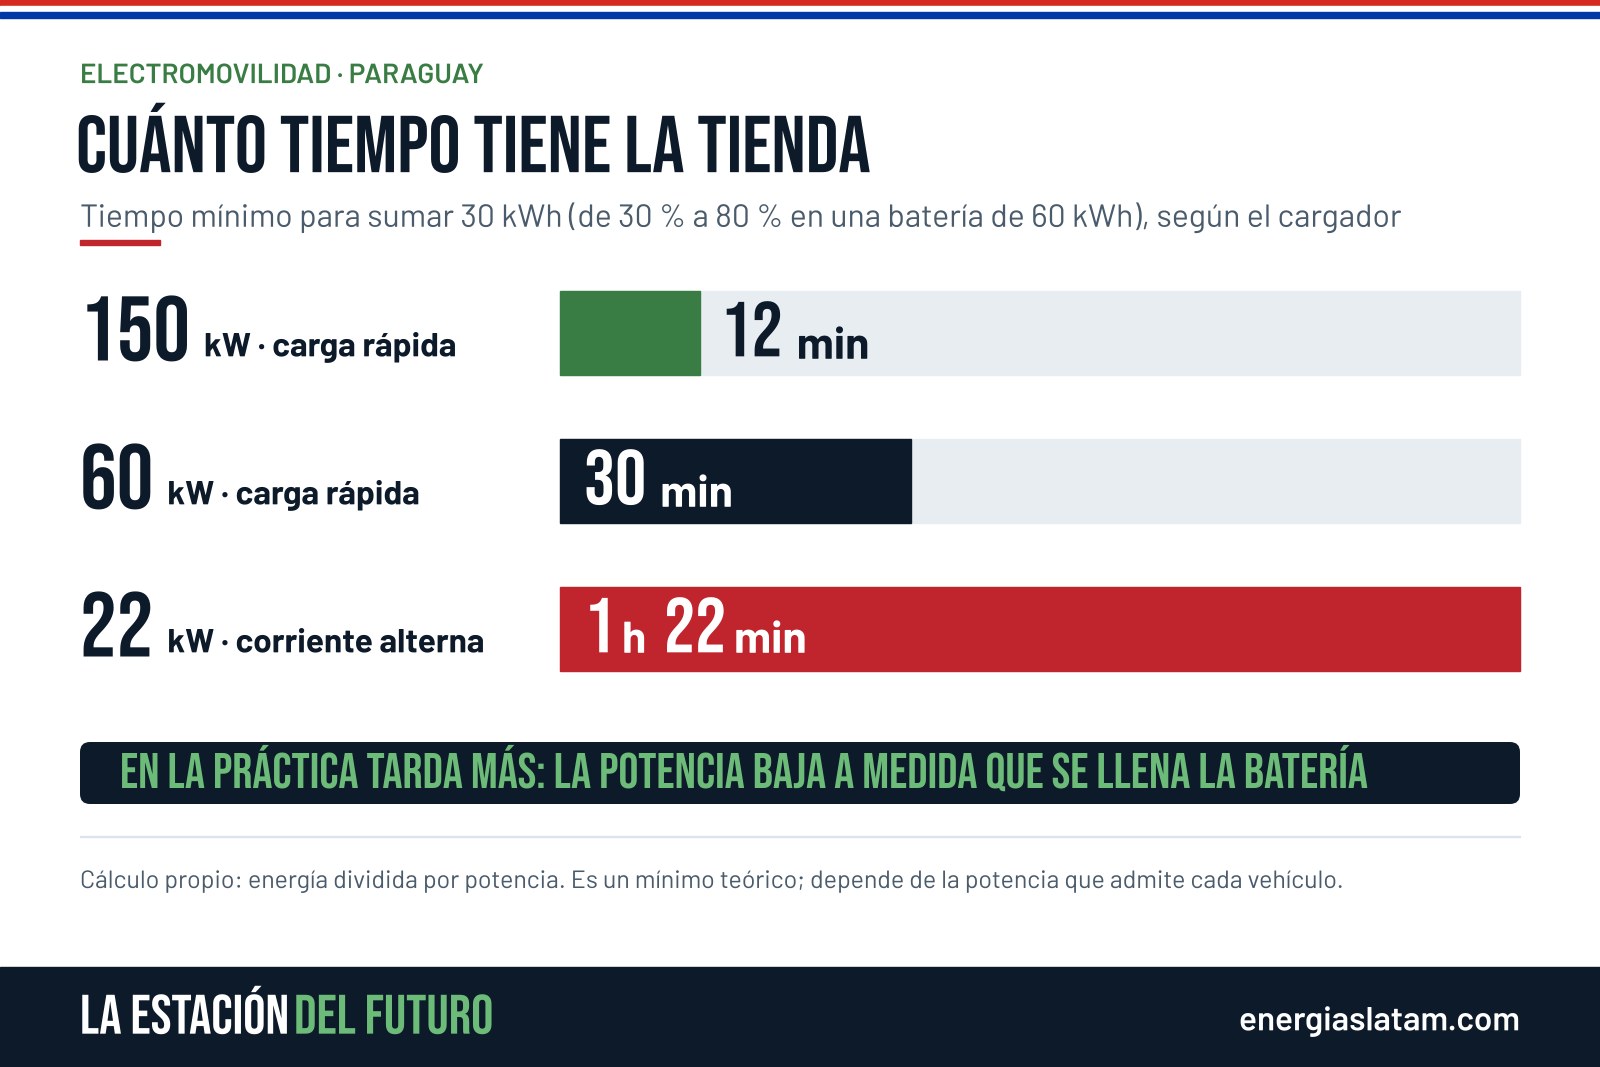 ELECTROMOVILIDAD · PARAGUAY
CUÁNTO TIEMPO TIENE LA TIENDA
Tiempo mínimo para sumar 30 kWh (de 30 % a 80 % en una batería de 60 kWh), según el cargador
150 kW · carga rápida
12 min
60 kW · carga rápida
30 min
22 kW · corriente alterna
1 h 22 min
EN LA PRÁCTICA TARDA MÁS: LA POTENCIA BAJA A MEDIDA QUE SE LLENA LA BATERÍA
Cálculo propio: energía dividida por potencia. Es un mínimo teórico; depende de la potencia que admite cada vehículo.
LA ESTACIÓN DEL FUTURO
energiaslatam.com